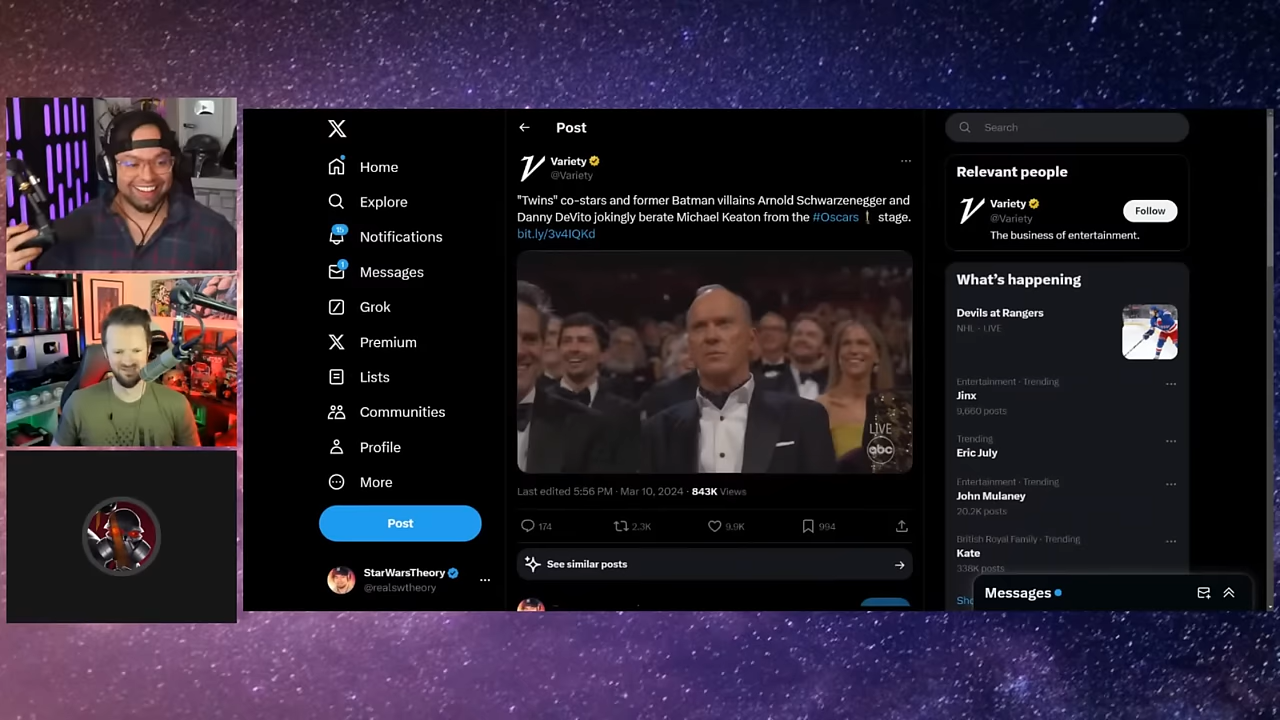 Home
Explore
15
Notifications
1
Messages
Grok
Premium
Lists
Communities
Profile
More
Post
StarWarsTheory
@realswtheory
Post
Variety
@Variety
"Twins" co-stars and former Batman villains Arnold Schwarzenegger and
Danny DeVito jokingly berate Michael Keaton from the #Oscars stage.
bit.ly/3v4IQKd
LIVE
abc
Last edited 5:56 PM · Mar 10, 2024 · 843K Views
174
2.3K
9.9K
994
See similar posts
Search
Relevant people
Variety
@Variety
Follow
The business of entertainment.
What's happening
Devils at Rangers
NHL · LIVE
Entertainment · Trending
Jinx
9,660 posts
Trending
Eric July
Entertainment · Trending
John Mulaney
20.2K posts
British Royal Family · Trending
Kate
338K posts
Messages